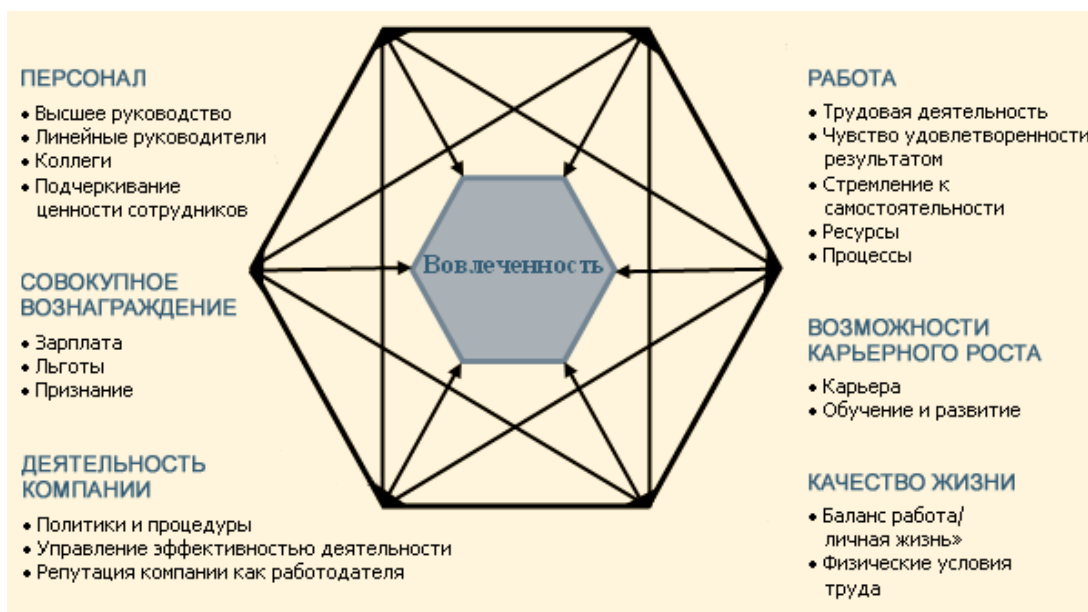 ПЕРСОНАЛ
• Высшее руководство
• Линейные руководители
• Коллеги
• Подчеркивание
ценности сотрудников
СОВОКУПНОЕ
ВОЗНАГРАЖДЕНИЕ
• Зарплата
• Льготы
• Признание
ДЕЯТЕЛЬНОСТЬ
КОМПАНИИ
• Политики и процедуры
• Управление эффективностью деятельности
• Репутация компании как работодателя
Вовлеченность
РАБОТА
• Трудовая деятельность
• Чувство удовлетворенности
результатом
• Стремление к
самостоятельности
• Ресурсы
• Процессы
ВОЗМОЖНОСТИ
КАРЬЕРНОГО РОСТА
• Карьера
• Обучение и развитие
КАЧЕСТВО ЖИЗНИ
• Баланс работа/
личная жизнь»
• Физические условия
труда